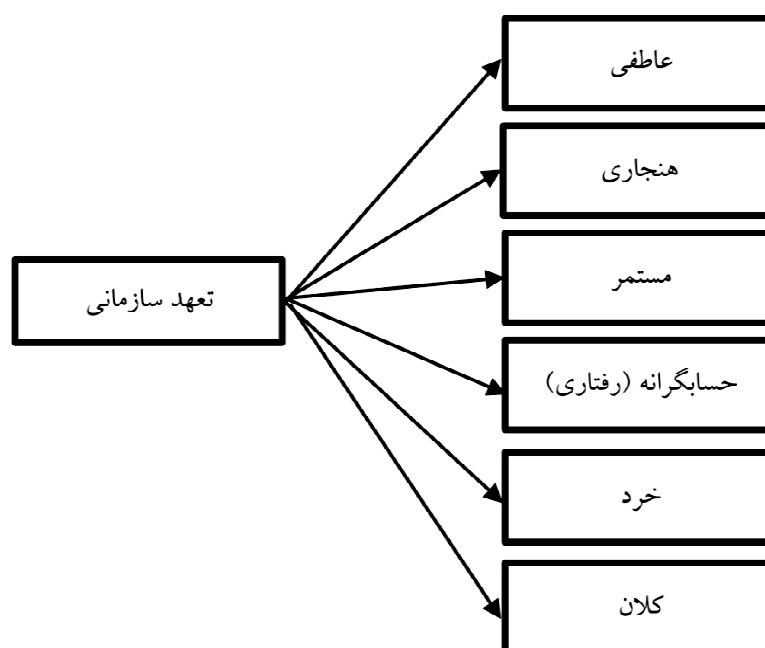 عاطفی
هنجاری
مستمر
تعهد سازمانی
حسابگرانه (رفتاری)
خرد
کلان